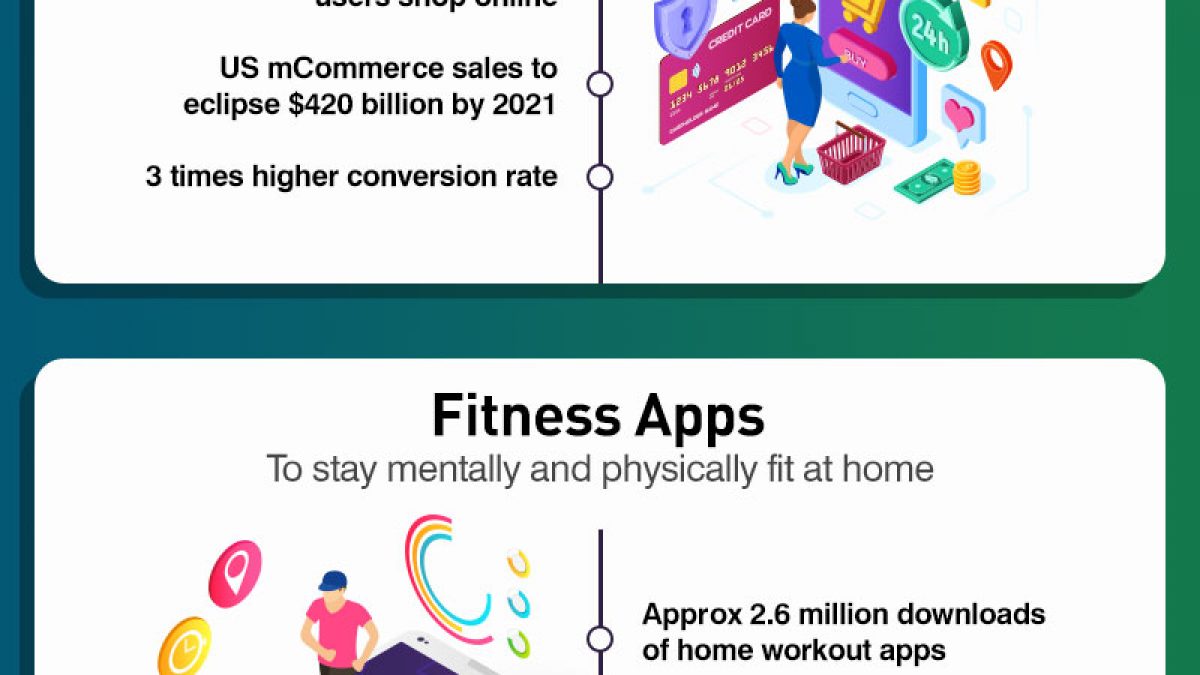 users shop online
US mCommerce sales to
eclipse $420 billion by 2021
3 times higher conversion rate
CREDIT CARD
1234 5678 9012 3456
CARDHOLDER NAME
BUY
24h
Fitness Apps
To stay mentally and physically fit at home
Approx 2.6 million downloads
of home workout apps